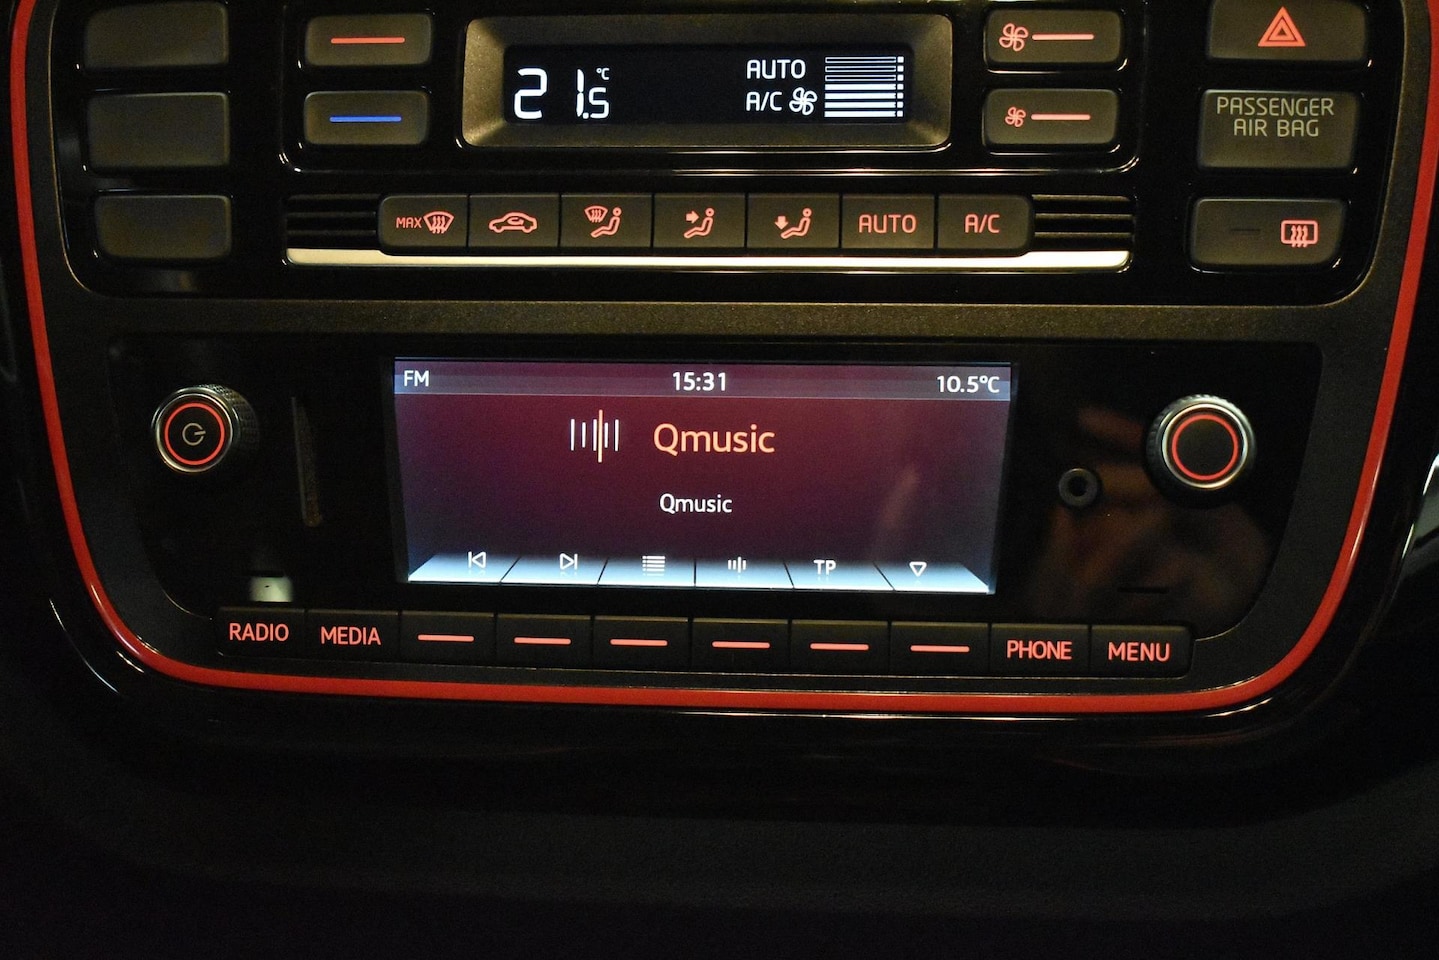 21.5 °C
AUTO
A/C
PASSENGER
AIR BAG
MAX
AUTO
A/C
FM
15:31
10.5°C
Qmusic
Qmusic
TP
RADIO
MEDIA
PHONE
MENU